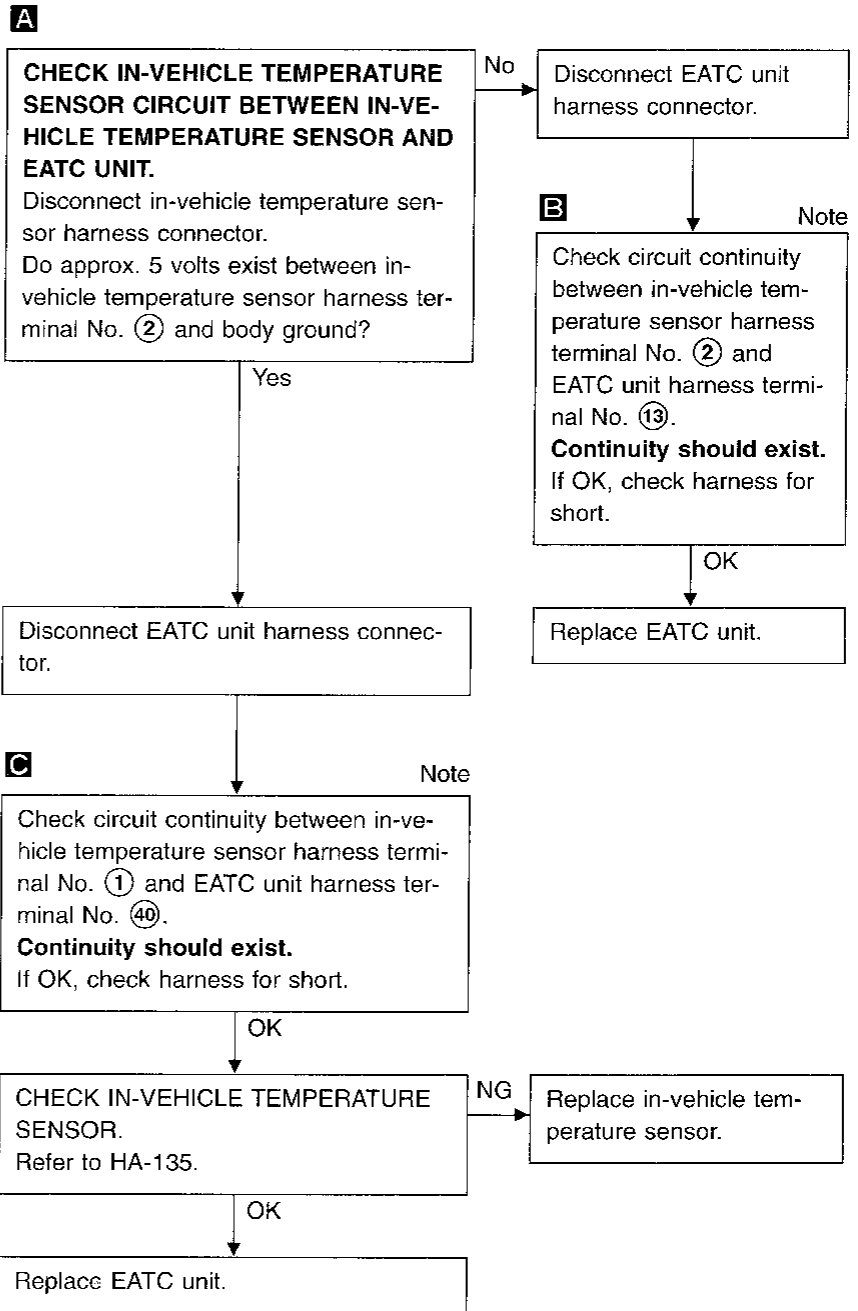 A
CHECK IN-VEHICLE TEMPERATURE
SENSOR CIRCUIT BETWEEN IN-VE-
HICLE TEMPERATURE SENSOR AND
EATC UNIT.
Disconnect in-vehicle temperature sen-
sor harness connector.
Do approx. 5 volts exist between in-
vehicle temperature sensor harness ter-
minal No. ② and body ground?
No
Disconnect EATC unit
harness connector.
B
Note
Check circuit continuity
between in-vehicle tem-
perature sensor harness
terminal No. ② and
EATC unit harness termi-
nal No. ⑬.
Continuity should exist.
If OK, check harness for
short.
OK
Replace EATC unit.
Yes
Disconnect EATC unit harness connec-
tor.
C
Note
Check circuit continuity between in-ve-
hicle temperature sensor harness termi-
nal No. ① and EATC unit harness ter-
minal No. ㊵.
Continuity should exist.
If OK, check harness for short.
OK
CHECK IN-VEHICLE TEMPERATURE
SENSOR.
Refer to HA-135.
NG
Replace in-vehicle tem-
perature sensor.
OK
Replace EATC unit.